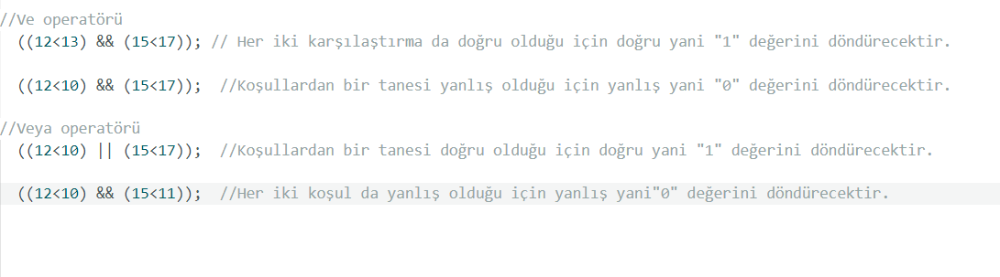 //Ve operatörü
((12<13) && (15<17)); // Her iki karşılaştırma da doğru olduğu için doğru yani "1" değerini döndürecektir.
((12<10) && (15<17)); //Koşullardan bir tanesi yanlış olduğu için yanlış yani "0" değerini döndürecektir.
//Veya operatörü
((12<10) || (15<17)); //Koşullardan bir tanesi doğru olduğu için doğru yani "1" değerini döndürecektir.
((12<10) && (15<11)); //Her iki koşul da yanlış olduğu için yanlış yani"0" değerini döndürecektir.